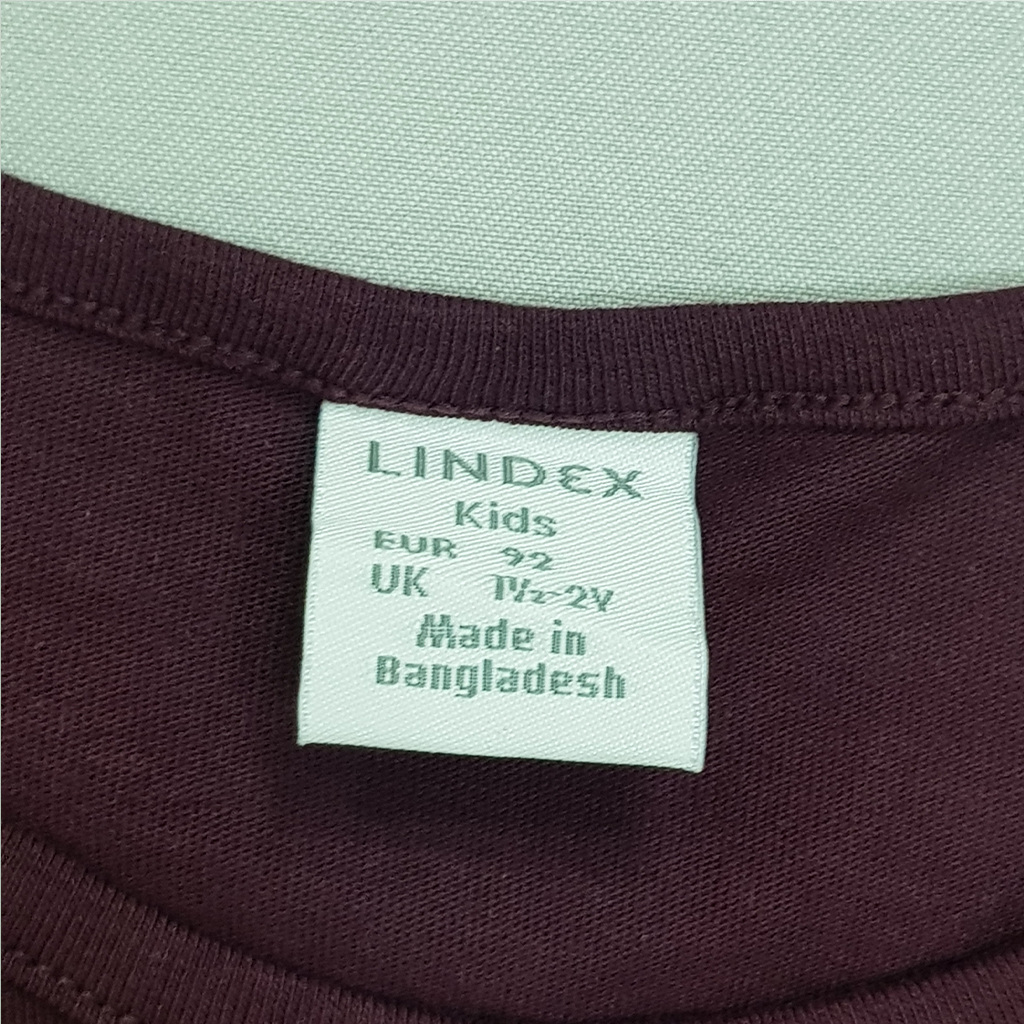 LINDEX
Kids
EUR 92
UK 1½-2Y
Made in
Bangladesh